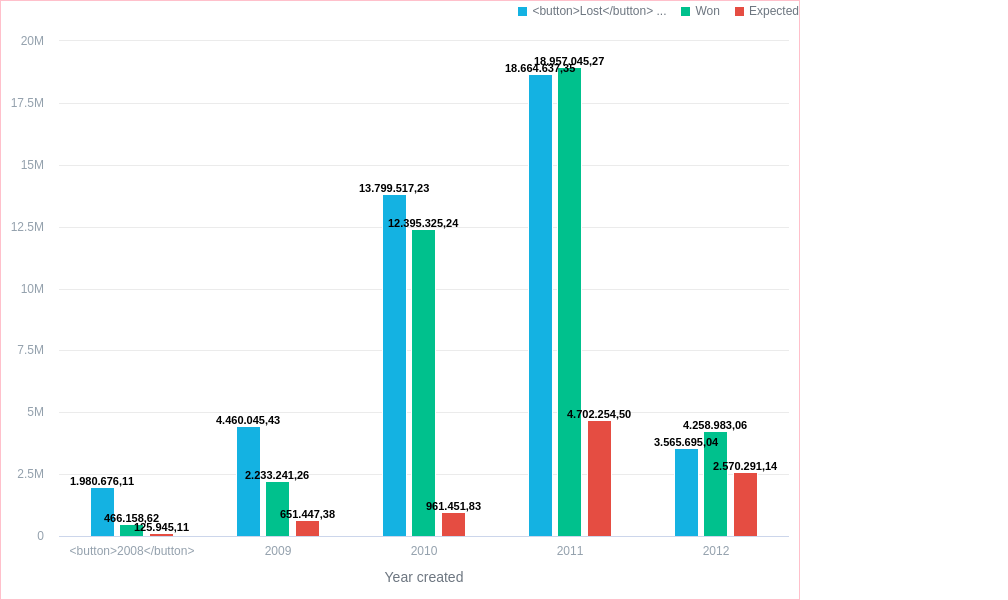 <button>Lost</button> ... Won Expected
20M
17.5M
15M
12.5M
10M
7.5M
5M
2.5M
0
1.980.676,11
466.158,62
125.945,11
4.460.045,43
2.233.241,26
651.447,38
13.799.517,23
12.395.325,24
961.451,83
18.664.637,35
18.957.045,27
4.702.254,50
3.565.695,04
4.258.983,06
2.570.291,14
<button>2008</button> 2009 2010 2011 2012
Year created